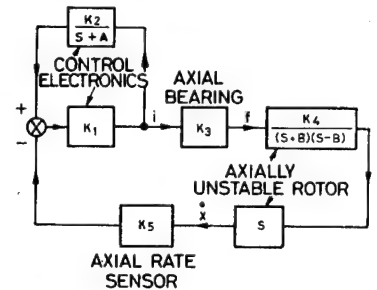 K2
S + A
CONTROL
ELECTRONICS
AXIAL
BEARING
+
−
K1
i
K3
f
K4
(S+B)(S−B)
AXIALLY
UNSTABLE ROTOR
K5
ẋ
S
AXIAL RATE
SENSOR